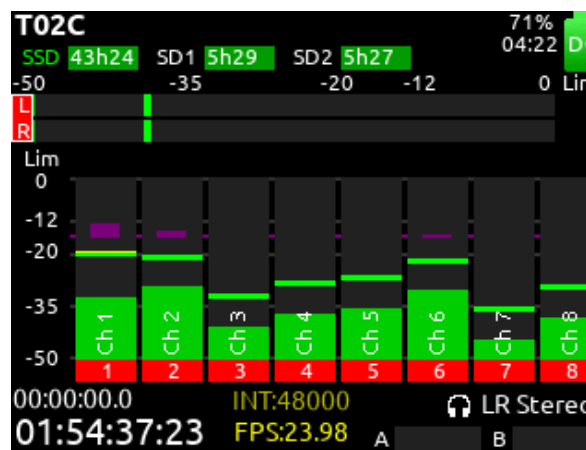 T02C 71%
SSD 43h24 SD1 5h29 SD2 5h27 04:22 D
-50 -35 -20 -12 0 Lim
L
R
Lim
0
-12
-20
-35
-50
Ch 1 Ch 2 Ch 3 Ch 4 Ch 5 Ch 6 Ch 7 Ch 8
1 2 3 4 5 6 7 8
00:00:00.0 INT:48000 LR Stereo
01:54:37:23 FPS:23.98 A B